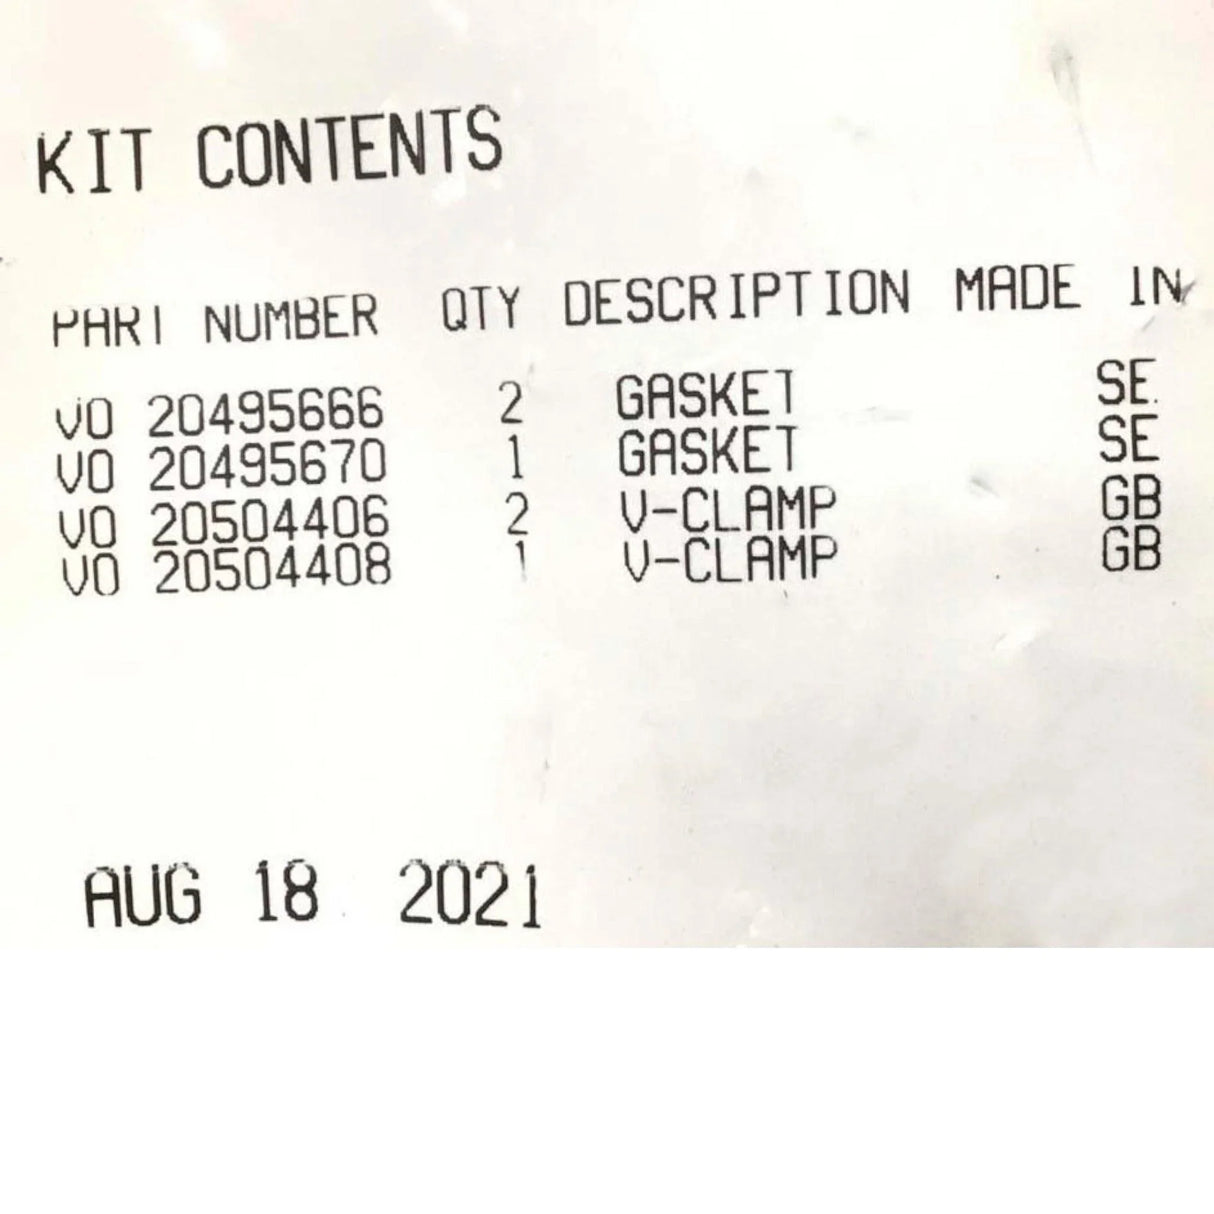 KIT CONTENTS
PART NUMBER QTY DESCRIPTION MADE IN
VO 20495666 2 GASKET SE
VO 20495670 1 GASKET SE
VO 20504406 2 V-CLAMP GB
VO 20504408 1 V-CLAMP GB
AUG 18 2021